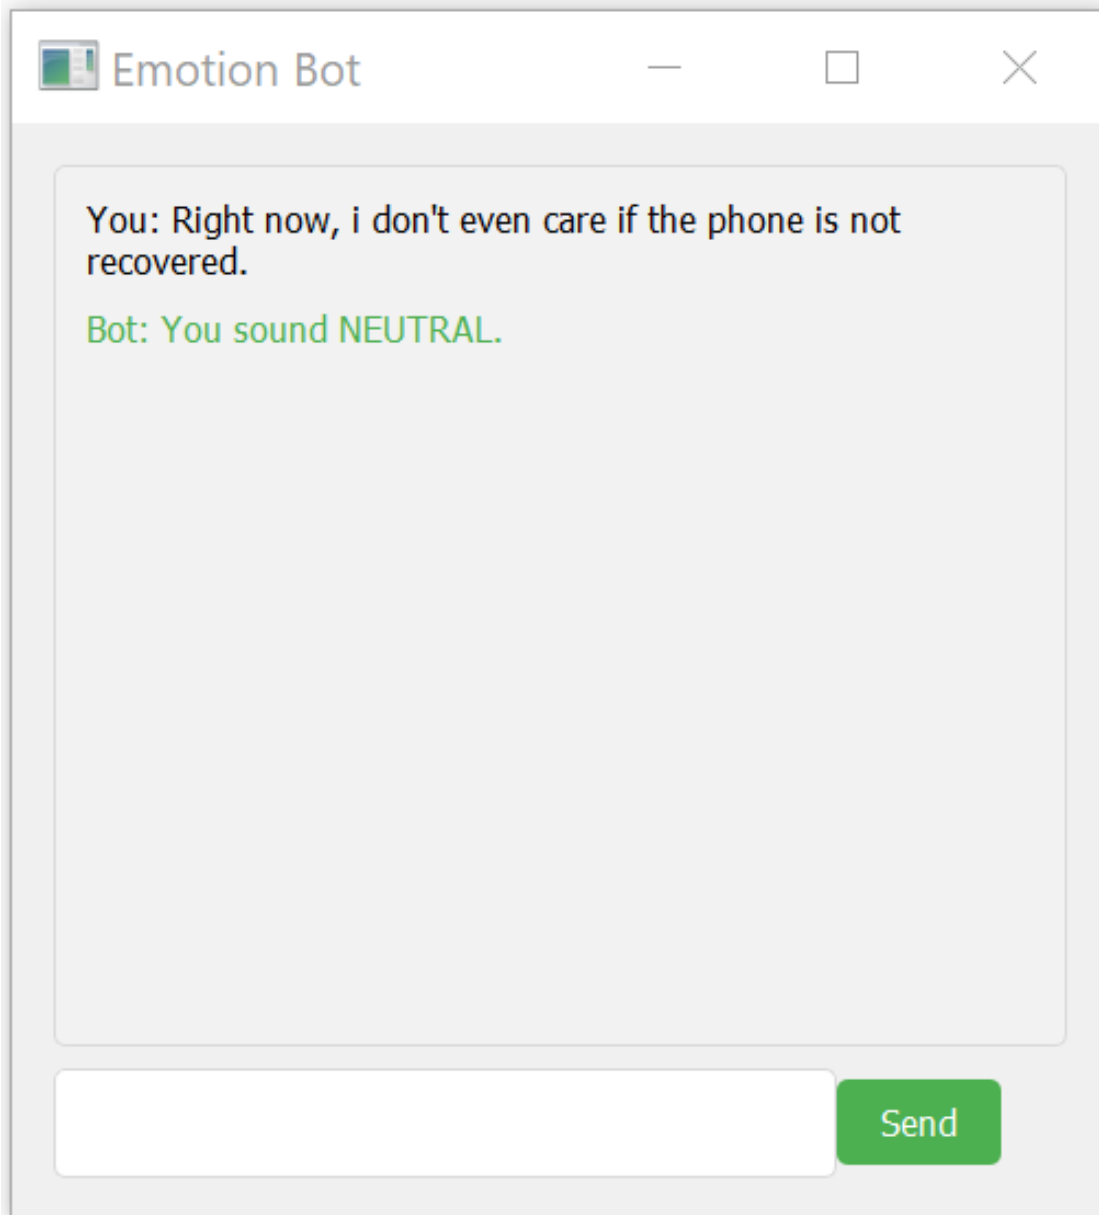 Emotion Bot
You: Right now, i don't even care if the phone is not
recovered.
Bot: You sound NEUTRAL.
Send